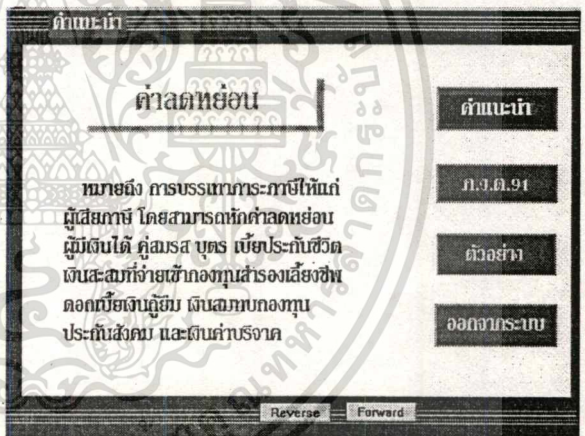 คำแนะนำ
ค่าลดหย่อน
หมายถึง การบรรเทาภาระภาษีให้แก่
ผู้เสียภาษี โดยสามารถหักค่าลดหย่อน
ผู้มีเงินได้ คู่สมรส บุตร เบี้ยประกันชีวิต
เงินสะสมที่จ่ายเข้ากองทุนสำรองเลี้ยงชีพ
ดอกเบี้ยเงินกู้ยืม เงินสมทบกองทุน
ประกันสังคม และเงินค่าบริจาค
คำแนะนำ
ภ.ง.ด.91
ตัวอย่าง
ออกจากระบบ
Reverse
Forward